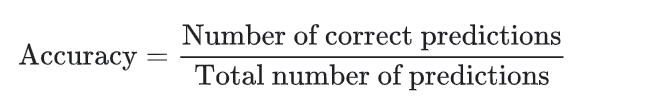 Accuracy = Number of correct predictions
Total number of predictions